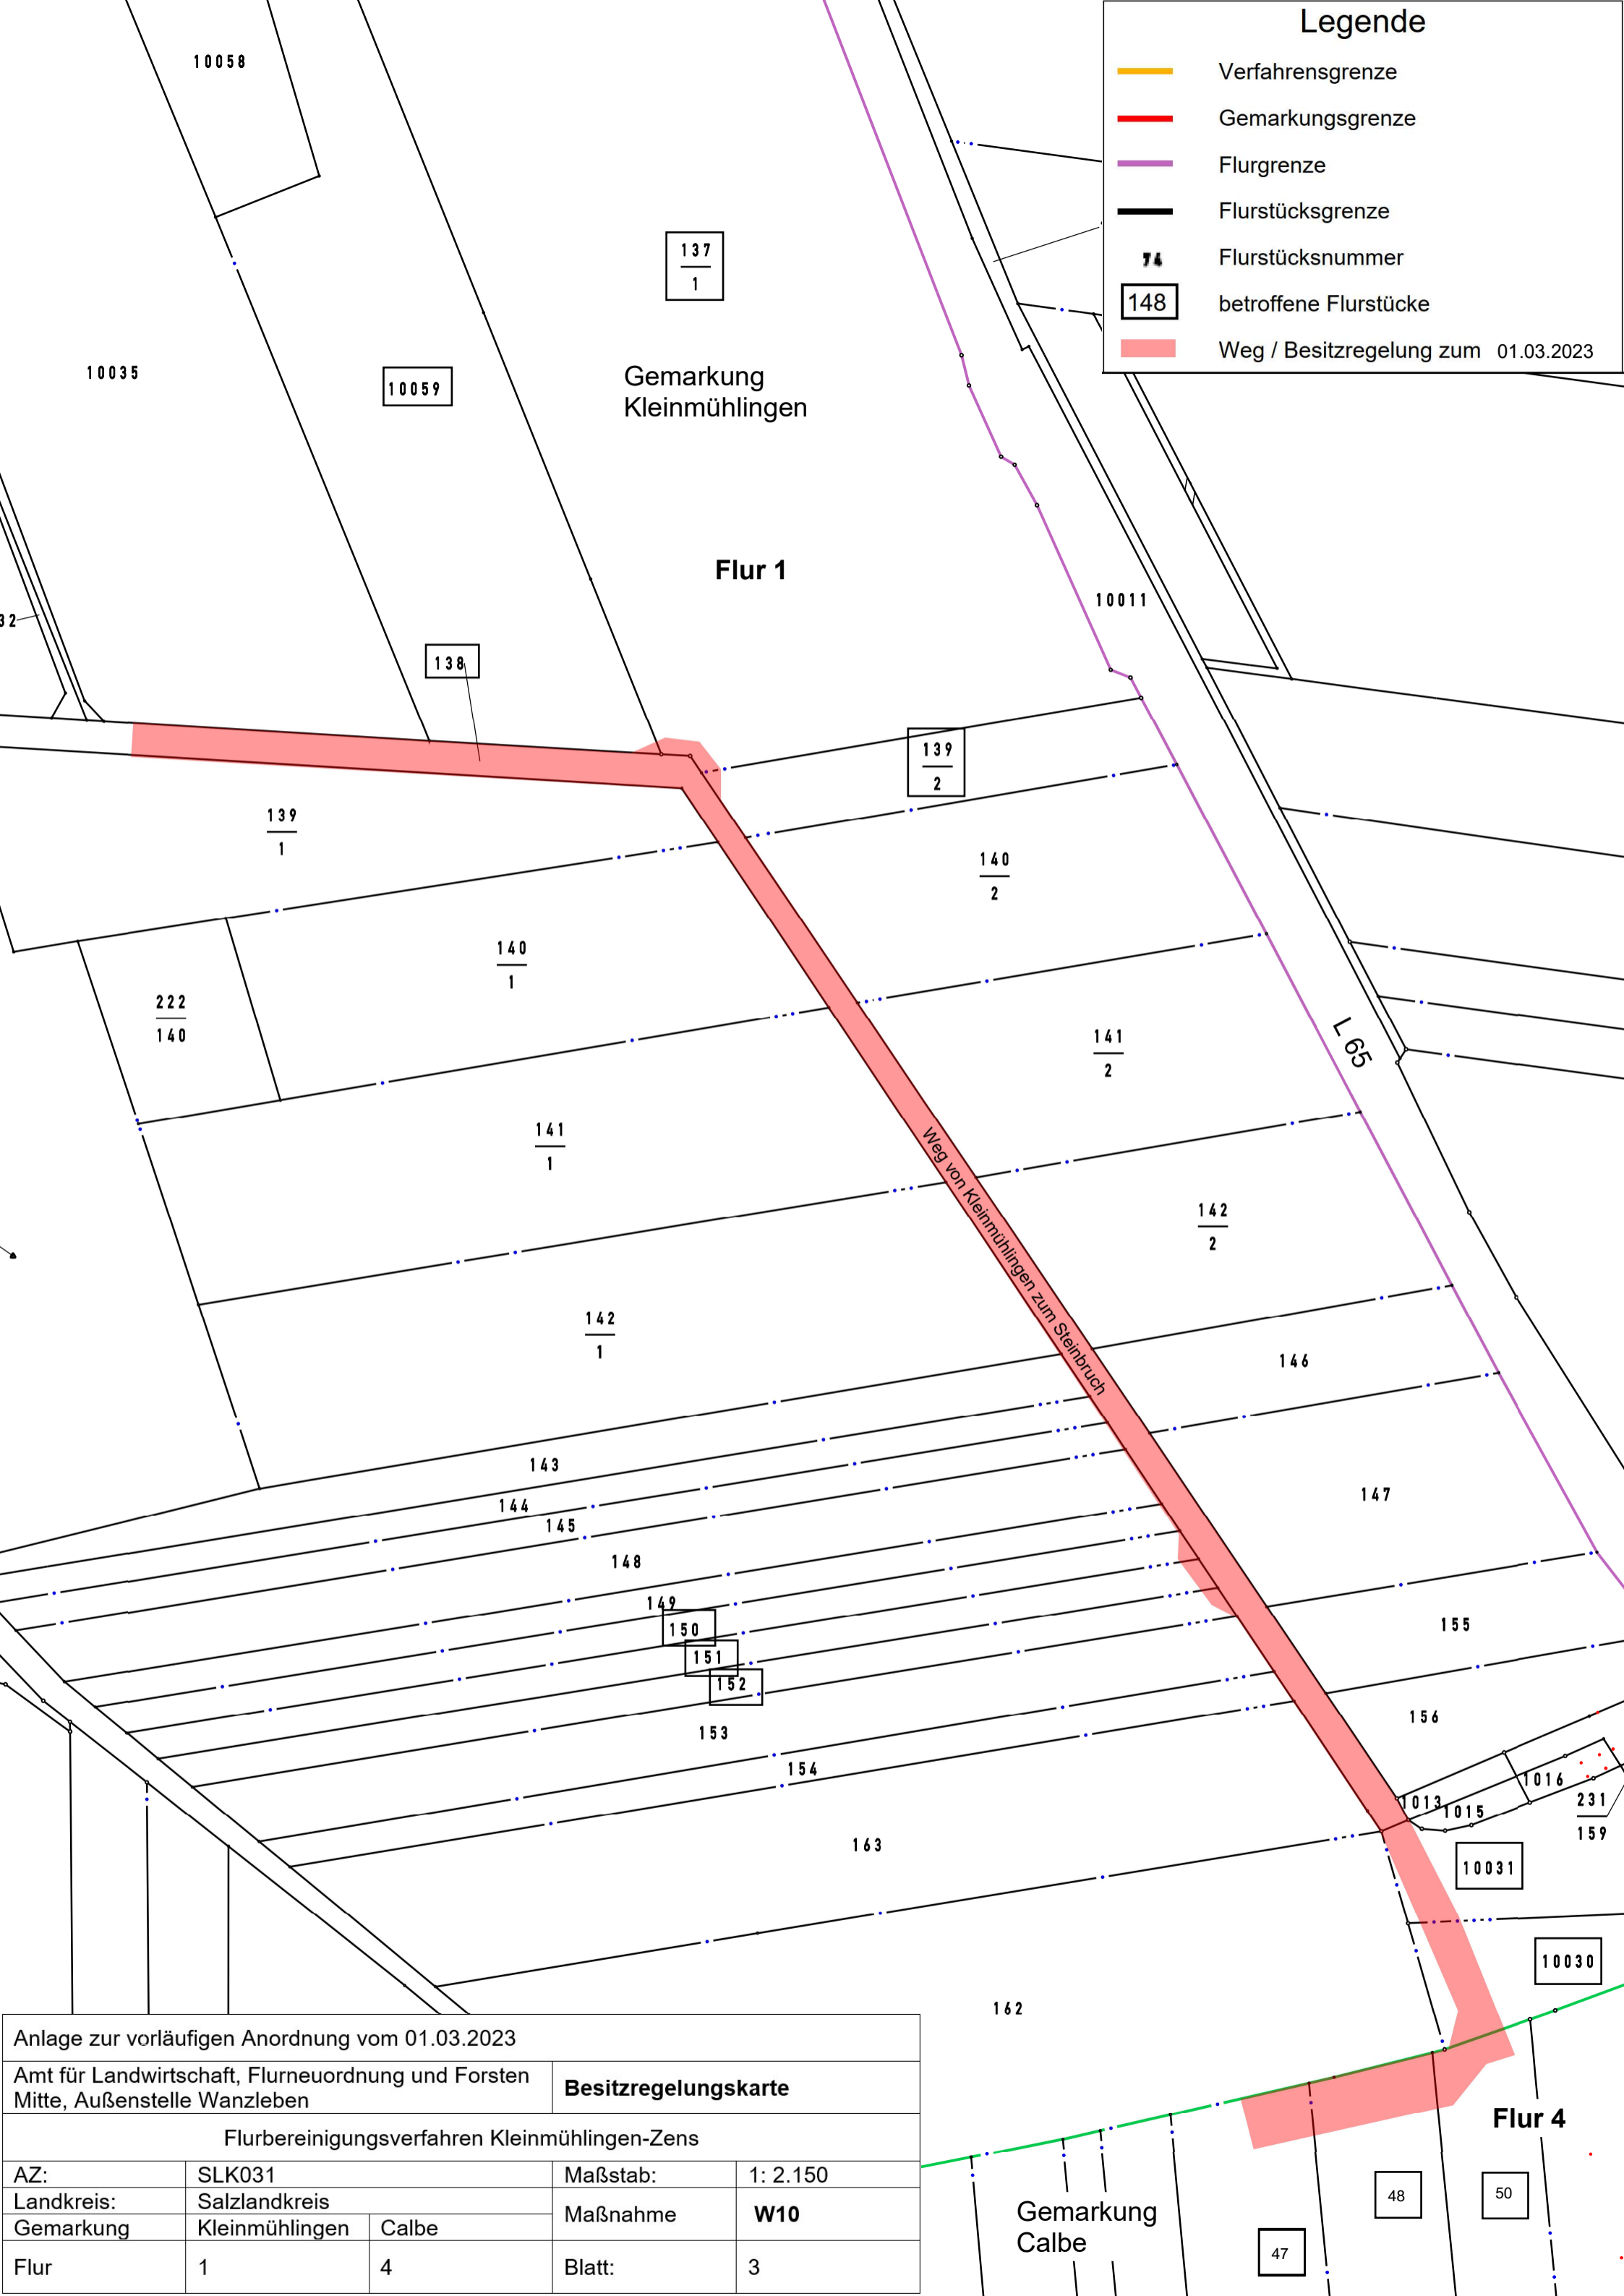 Legende
Verfahrensgrenze
Gemarkungsgrenze
Flurgrenze
Flurstücksgrenze
74 Flurstücksnummer
148 betroffene Flurstücke
Weg / Besitzregelung zum 01.03.2023
10058
137
1
10035
10059
Gemarkung
Kleinmühlingen
Flur 1
10011
32
138
139
2
139
1
140
2
140
1
222
140
L 65
141
2
141
1
Weg von Kleinmühlingen zum Steinbruch
142
2
142
1
146
143
144
145
147
148
149
150
151
152
153
154
155
156
1016
1013
1015
231
159
163
10031
10030
162
Flur 4
48
50
47
Gemarkung
Calbe
Anlage zur vorläufigen Anordnung vom 01.03.2023
Amt für Landwirtschaft, Flurneuordnung und Forsten
Mitte, Außenstelle Wanzleben
Besitzregelungskarte
Flurbereinigungsverfahren Kleinmühlingen-Zens
AZ: SLK031 Maßstab: 1: 2.150
Landkreis: Salzlandkreis
Maßnahme W10
Gemarkung Kleinmühlingen Calbe
Flur 1 4 Blatt: 3